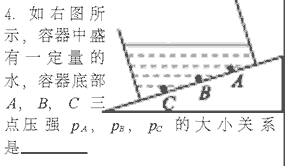 4. 如右图所
示，容器中盛
有一定量的
水，容器底部
A，B，C 三
点压强 pA，pB，pC 的大小关系
是
A
B
C